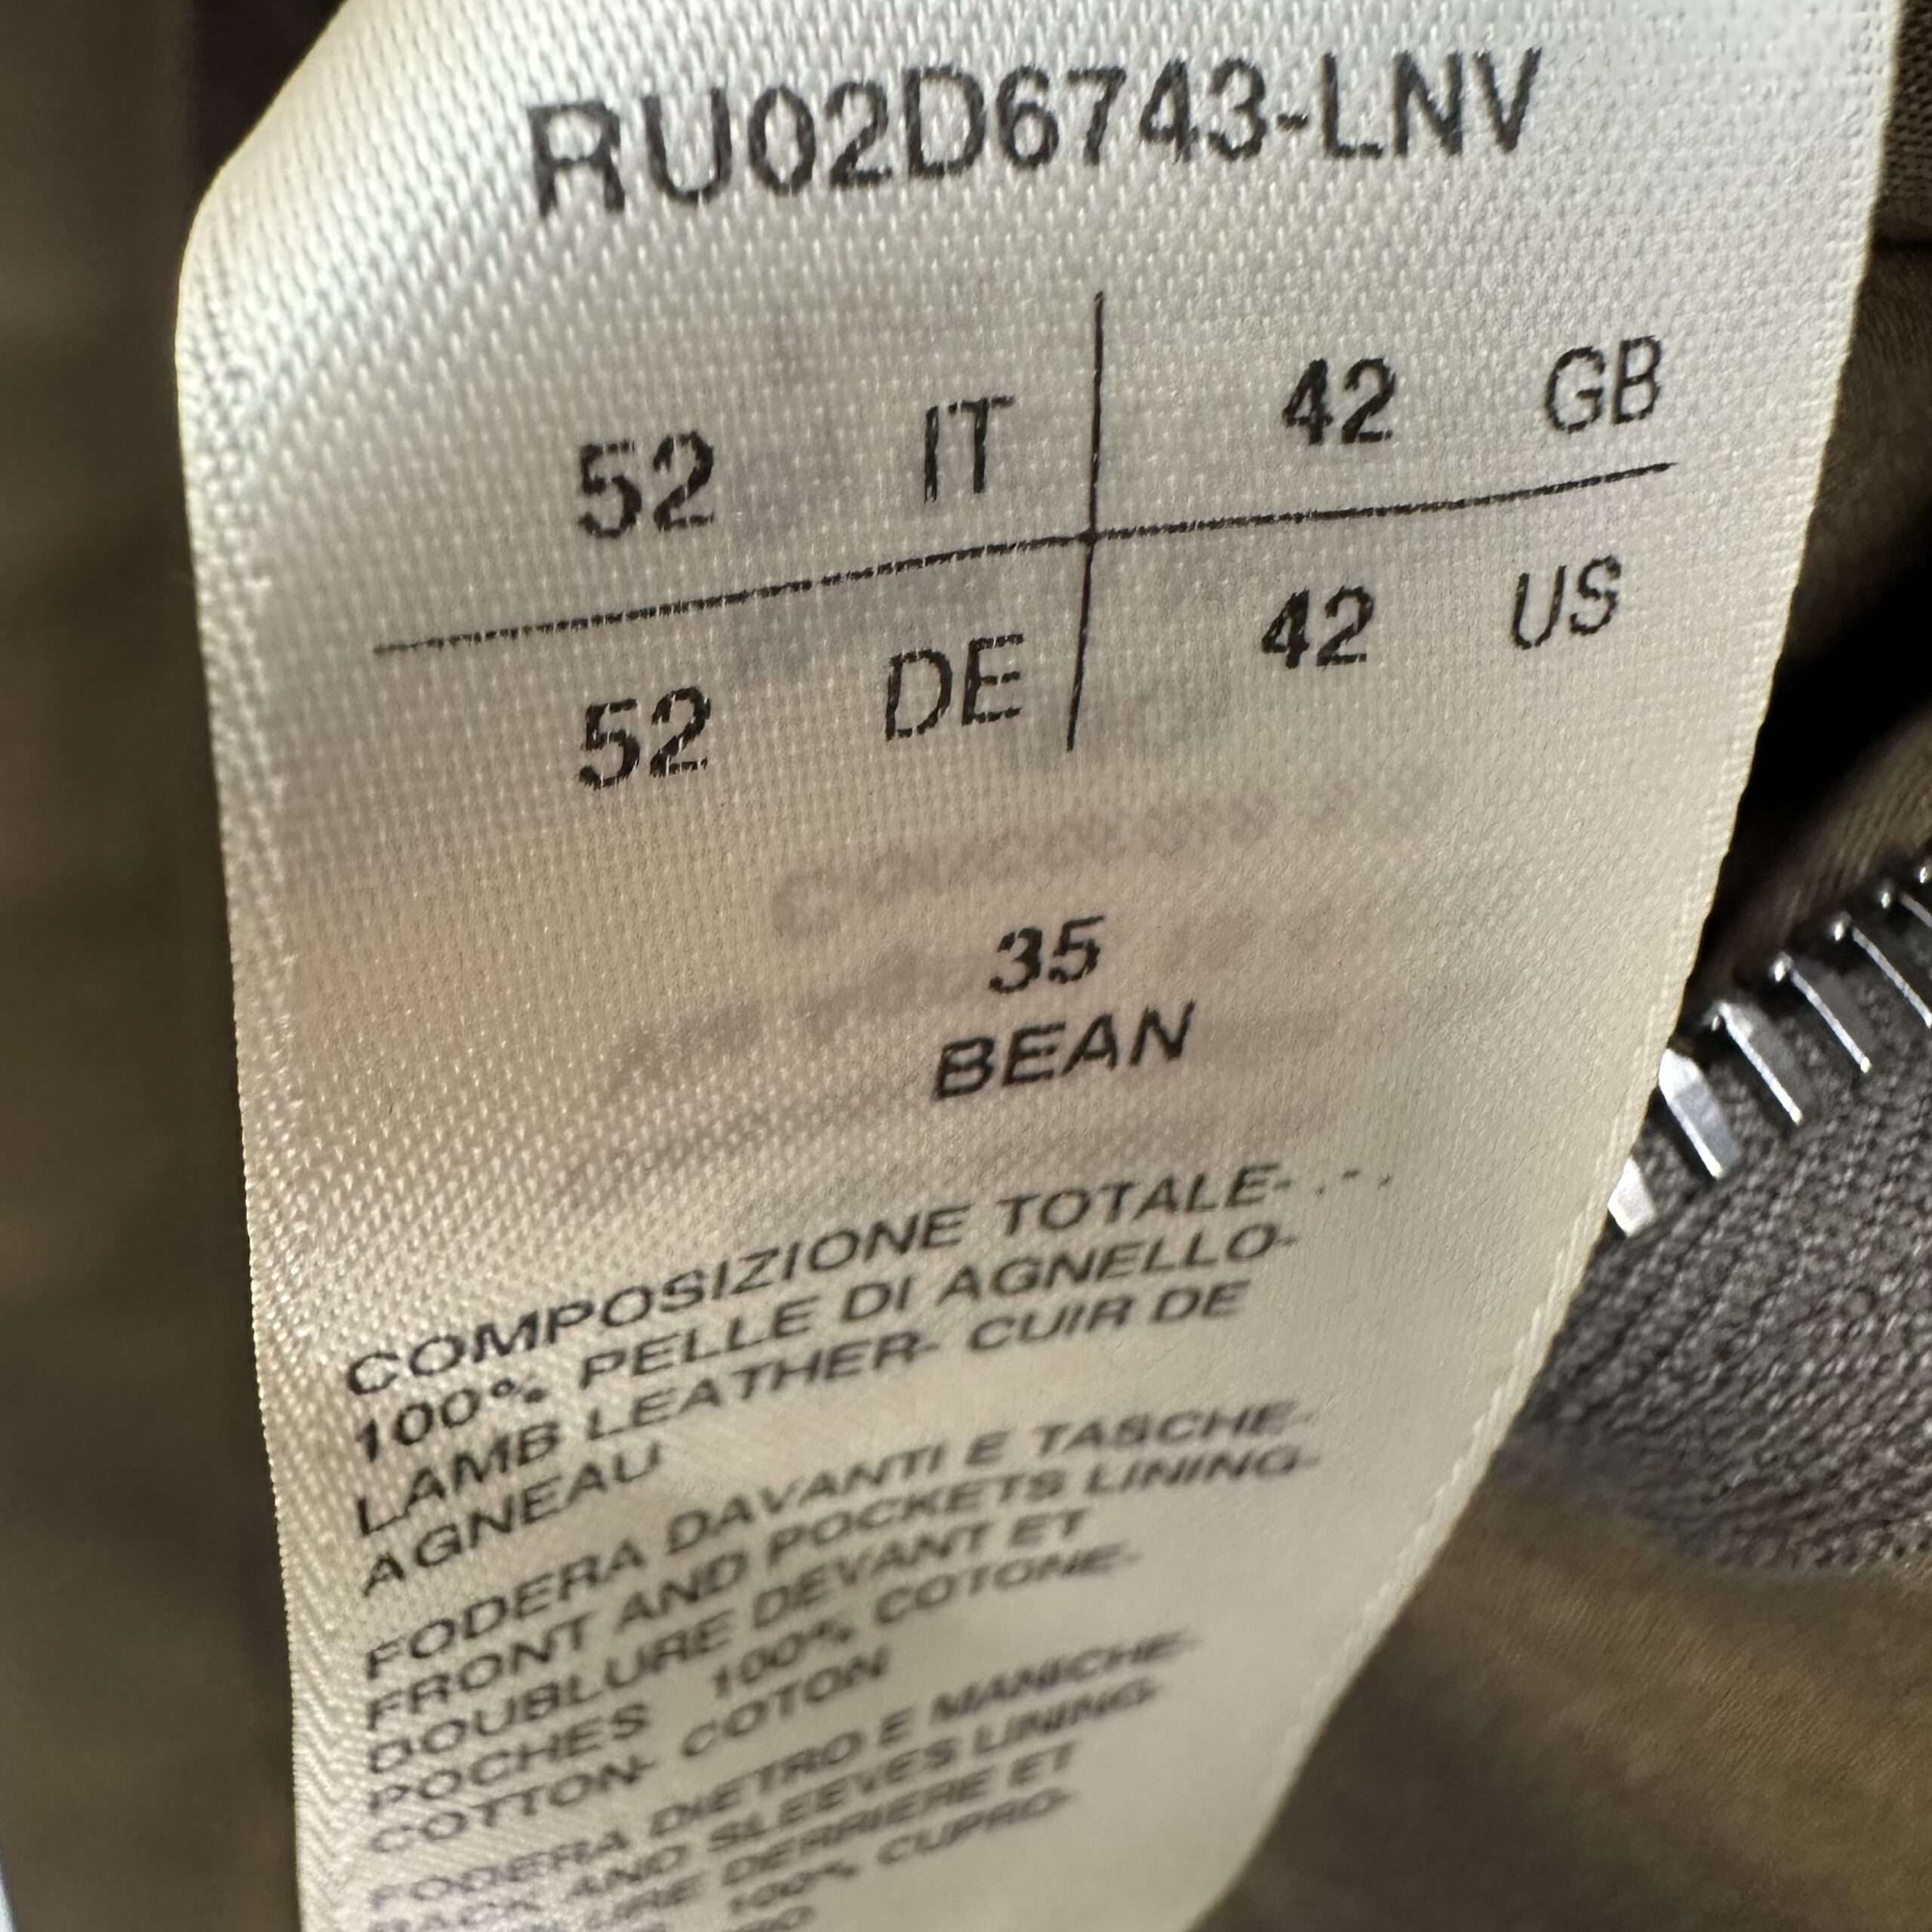 RU02D6743-LNV
52 IT 42 GB
52 DE 42 US
35
BEAN
COMPOSIZIONE TOTALE-
100% PELLE DI AGNELLO-
LAMB LEATHER- CUIR DE
AGNEAU
FODERA DAVANTI E TASCHE-
FRONT AND POCKETS LINING-
DOUBLURE DEVANT ET
POCHES 100% COTONE-
COTTON- COTON
FODERA DIETRO E MANICHE-
BACK AND SLEEVES LINING-
DERRIERE ET
100% CUPRO-